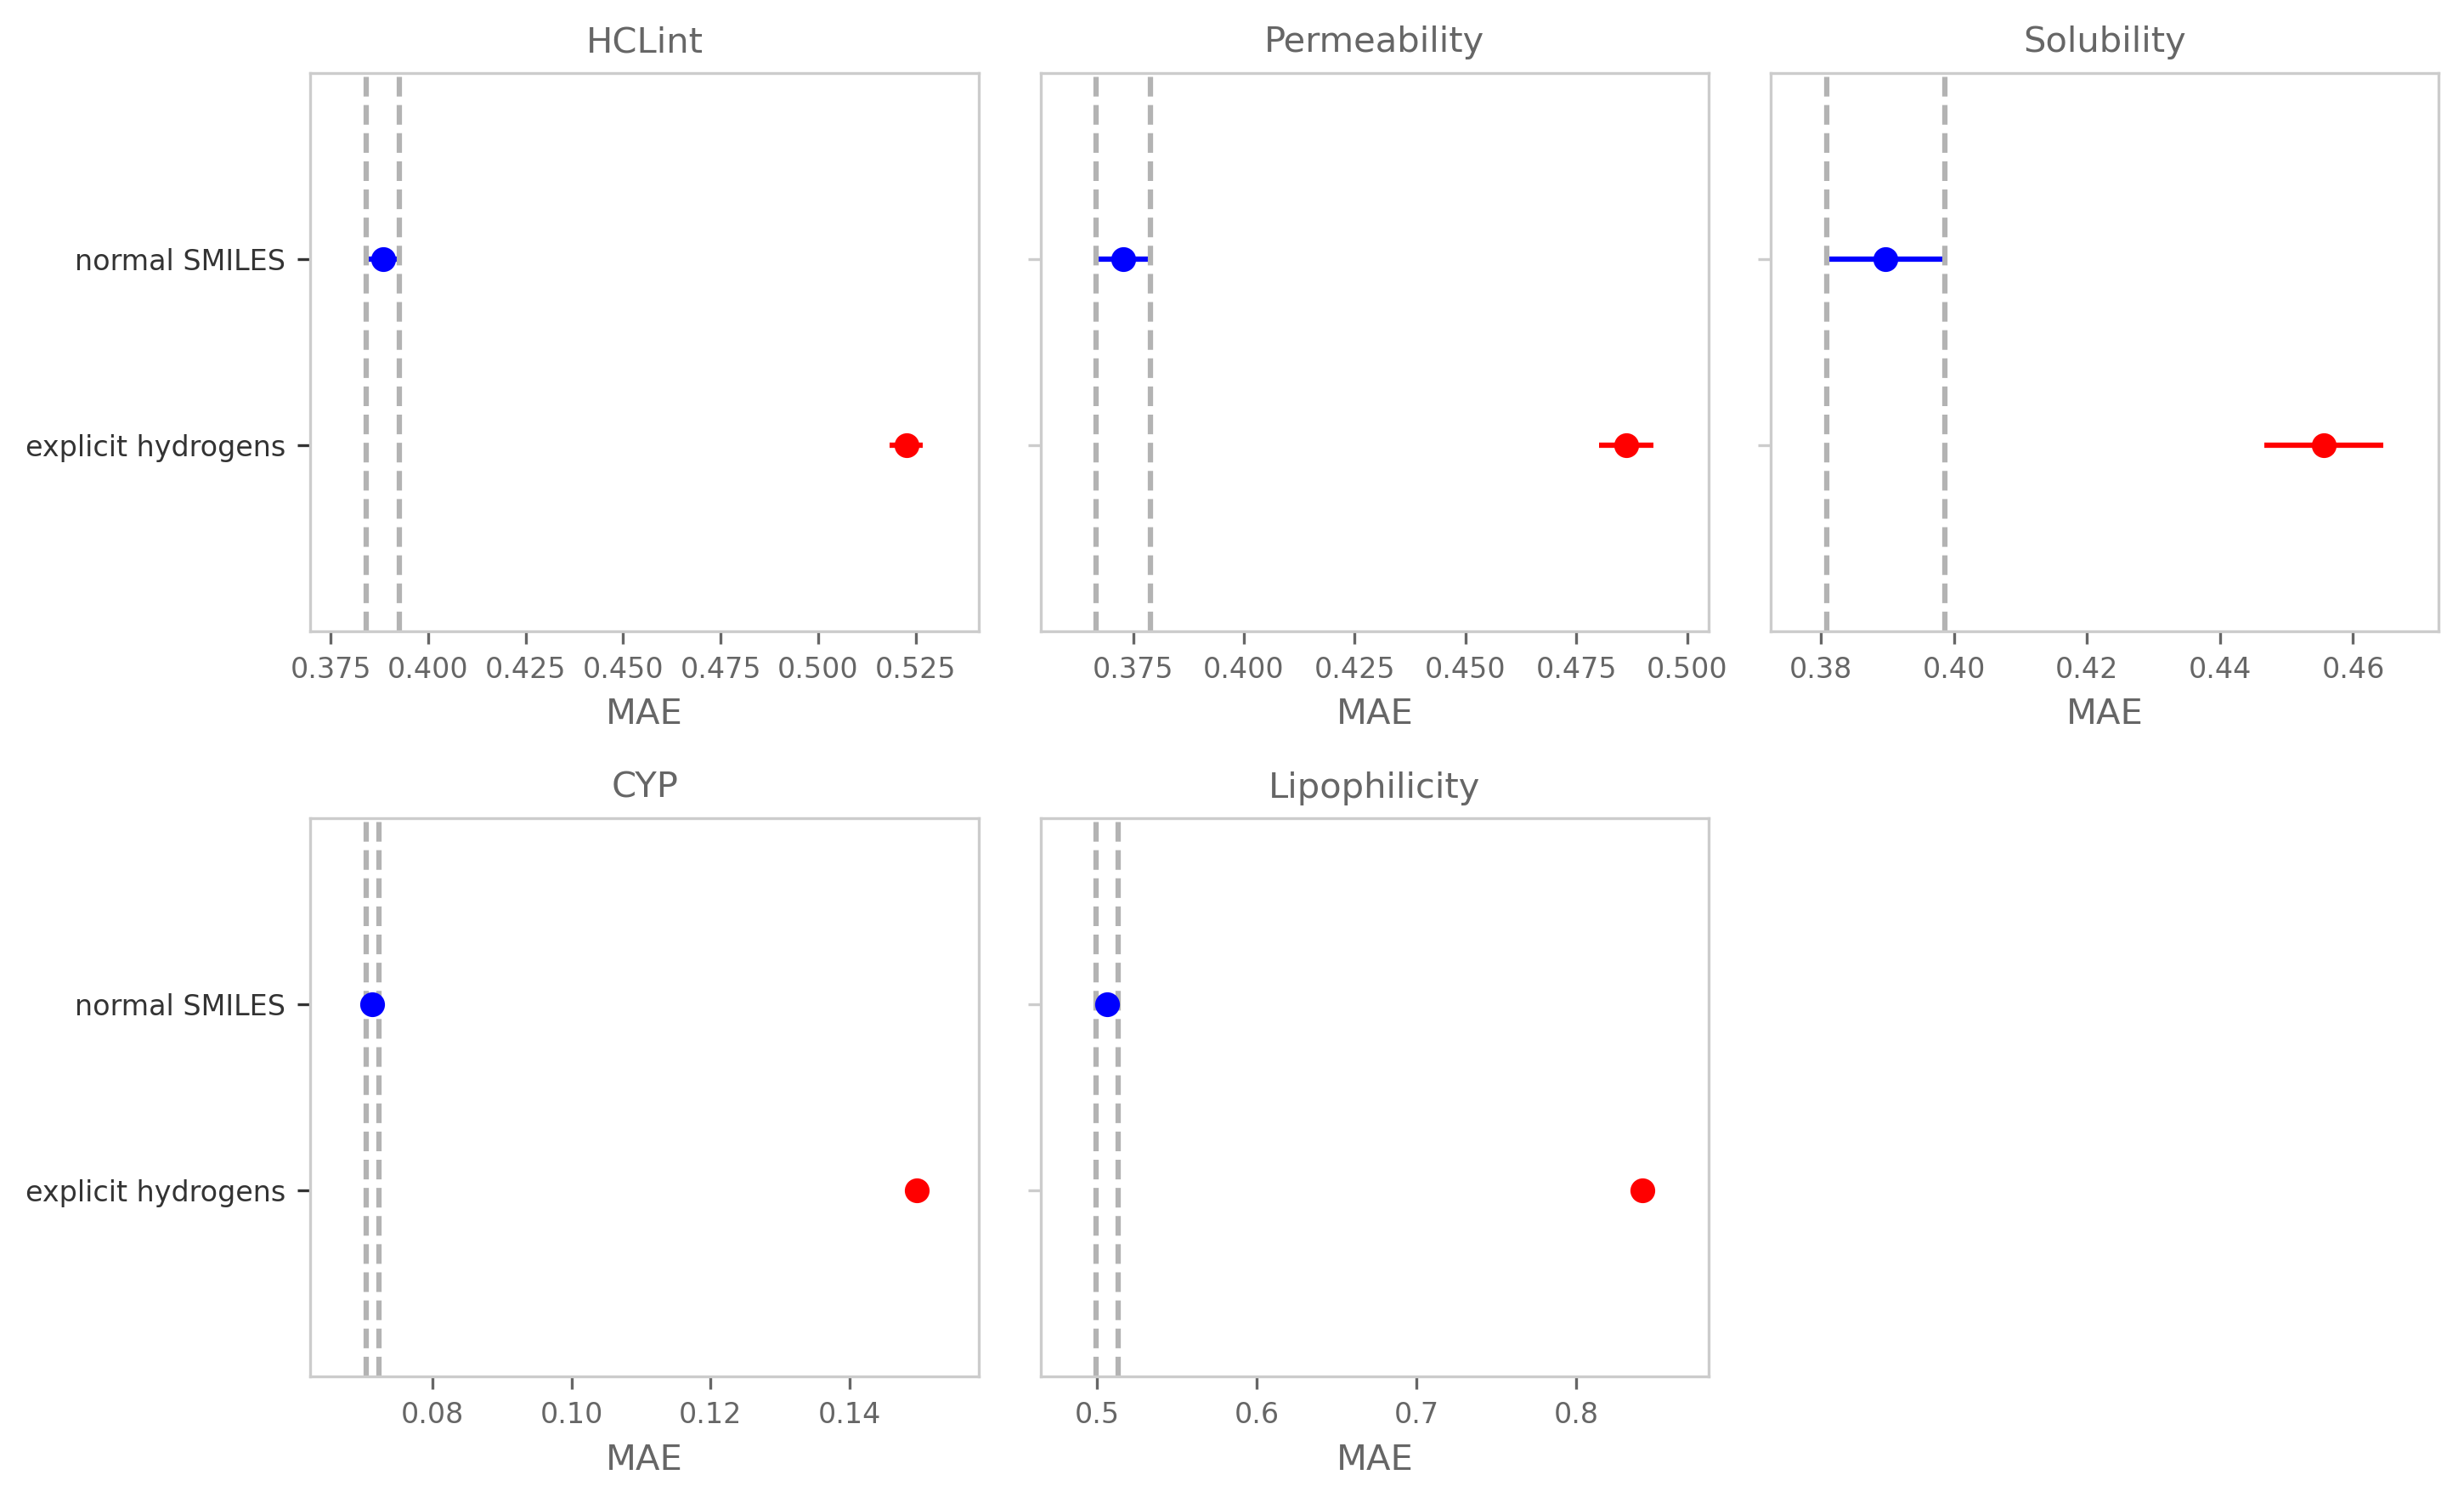 HCLint
Permeability
Solubility
normal SMILES
explicit hydrogens
0.375 0.400 0.425 0.450 0.475 0.500 0.525
0.375 0.400 0.425 0.450 0.475 0.500
0.38 0.40 0.42 0.44 0.46
MAE
MAE
MAE
CYP
Lipophilicity
normal SMILES
explicit hydrogens
0.08 0.10 0.12 0.14
0.5 0.6 0.7 0.8
MAE
MAE